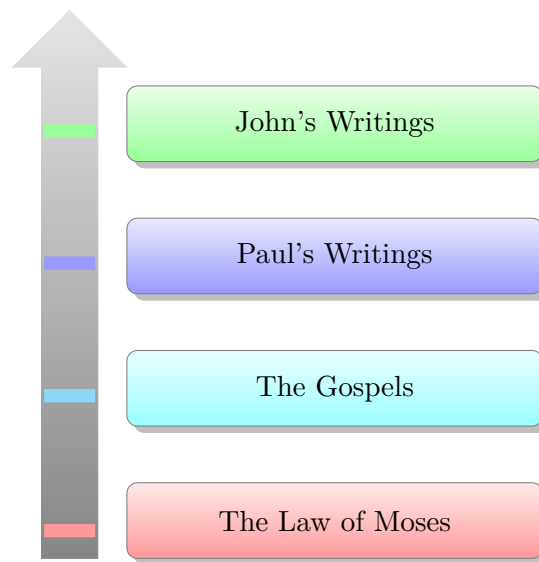 John's Writings
Paul's Writings
The Gospels
The Law of Moses